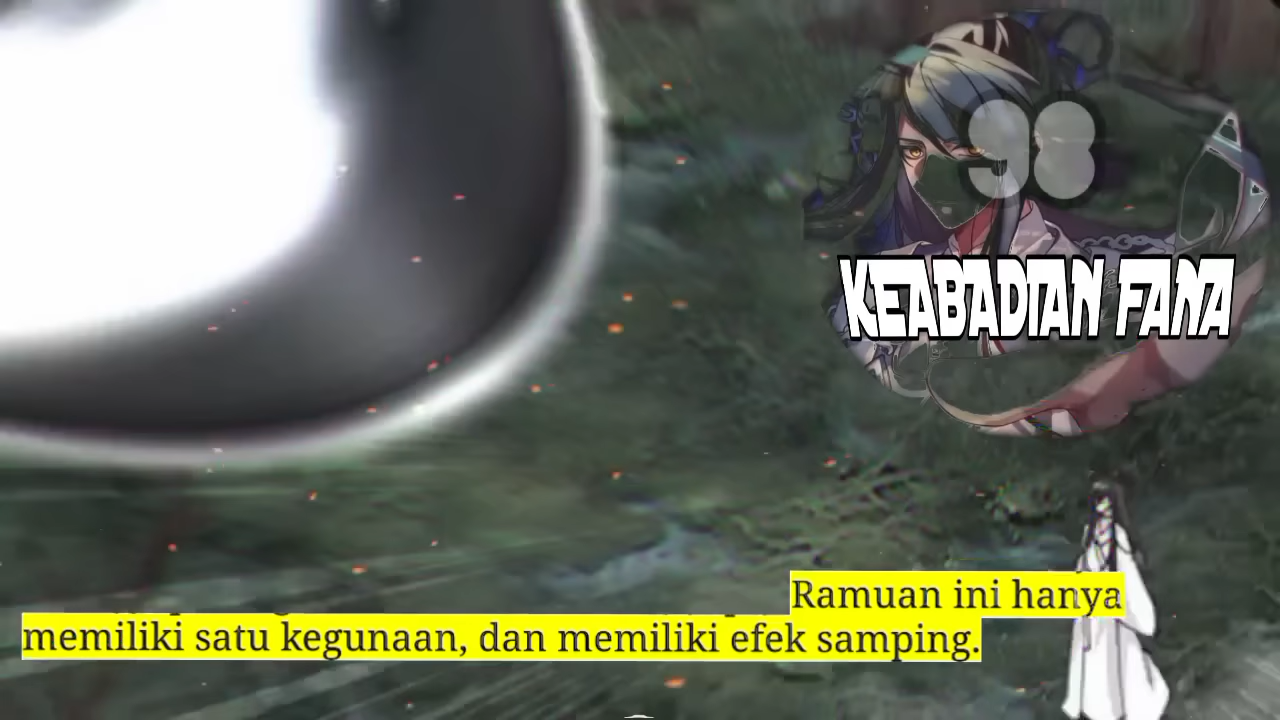 98
KEABADIAN FANA
Ramuan ini hanya
memiliki satu kegunaan, dan memiliki efek samping.